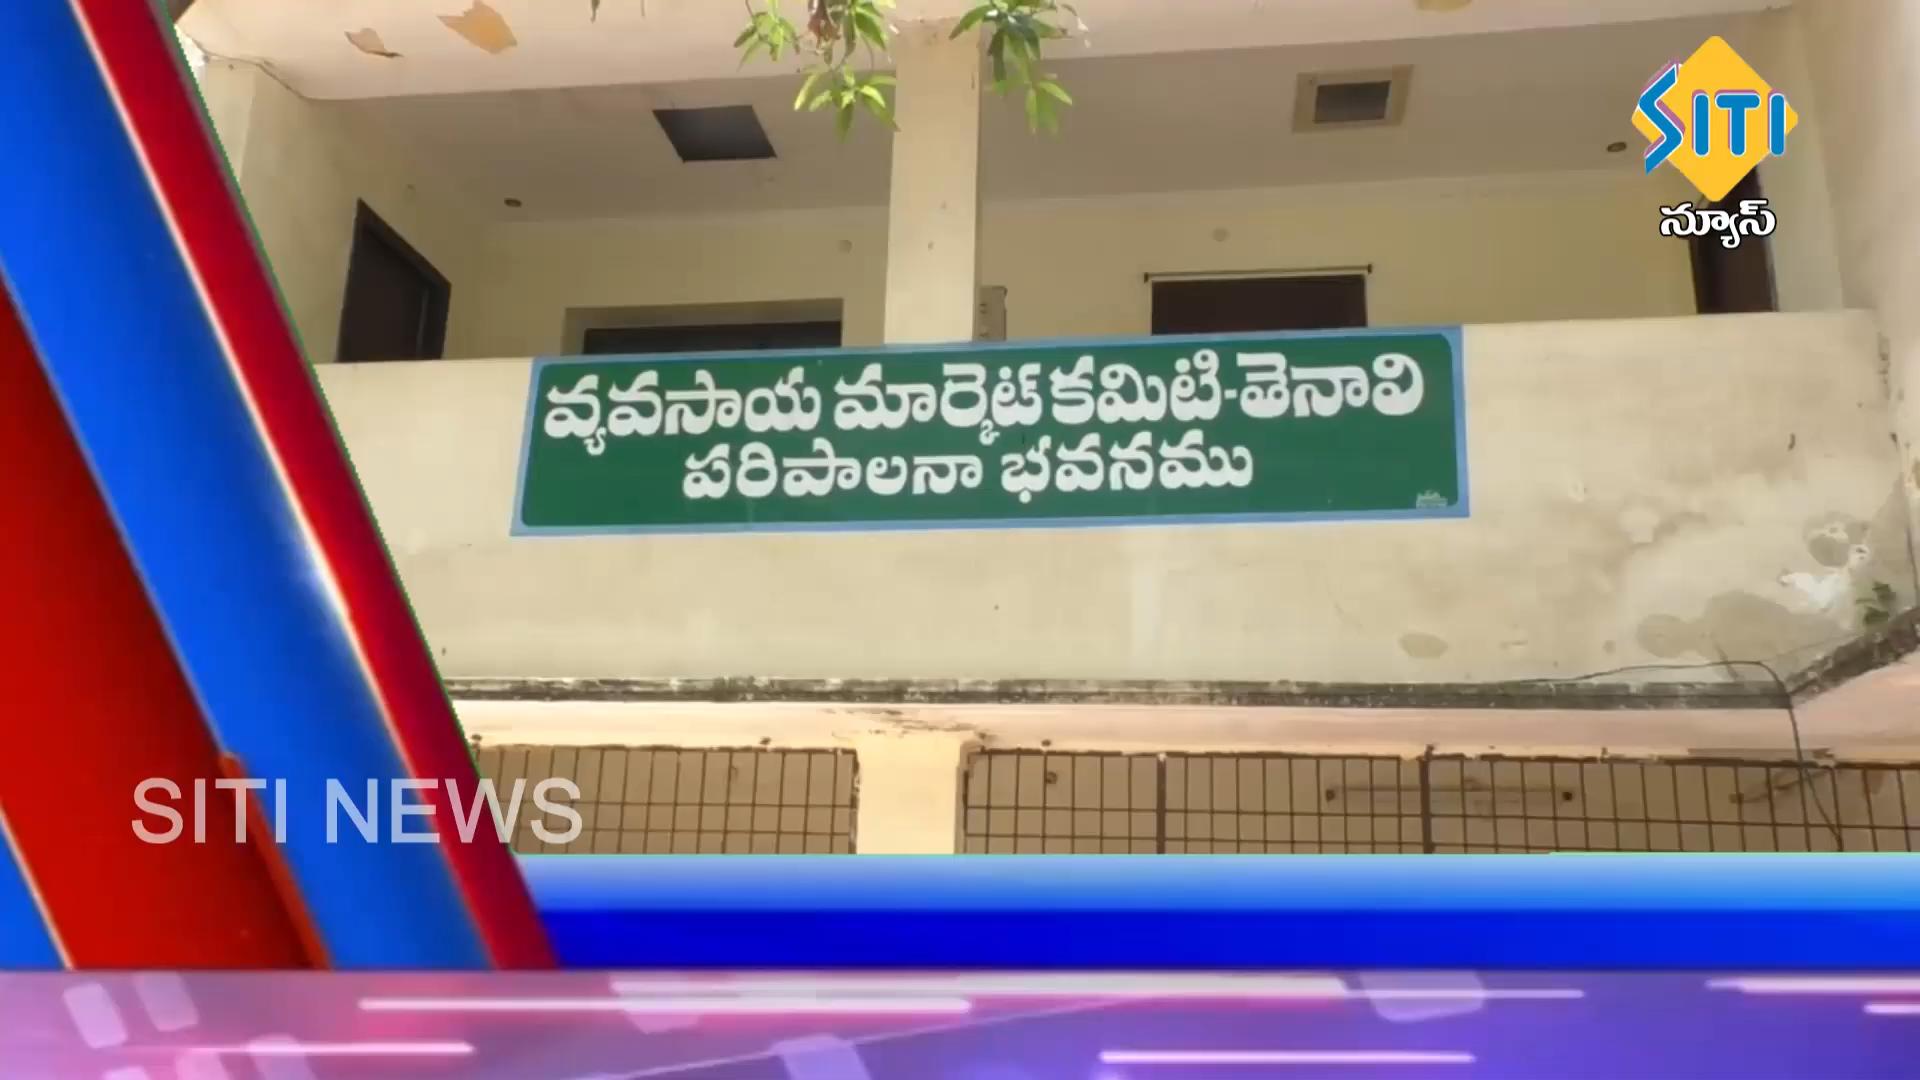 SITI
న్యూస్
వ్యవసాయ మార్కెట్ కమిటి-తెనాలి
పరిపాలనా భవనము
SITI NEWS